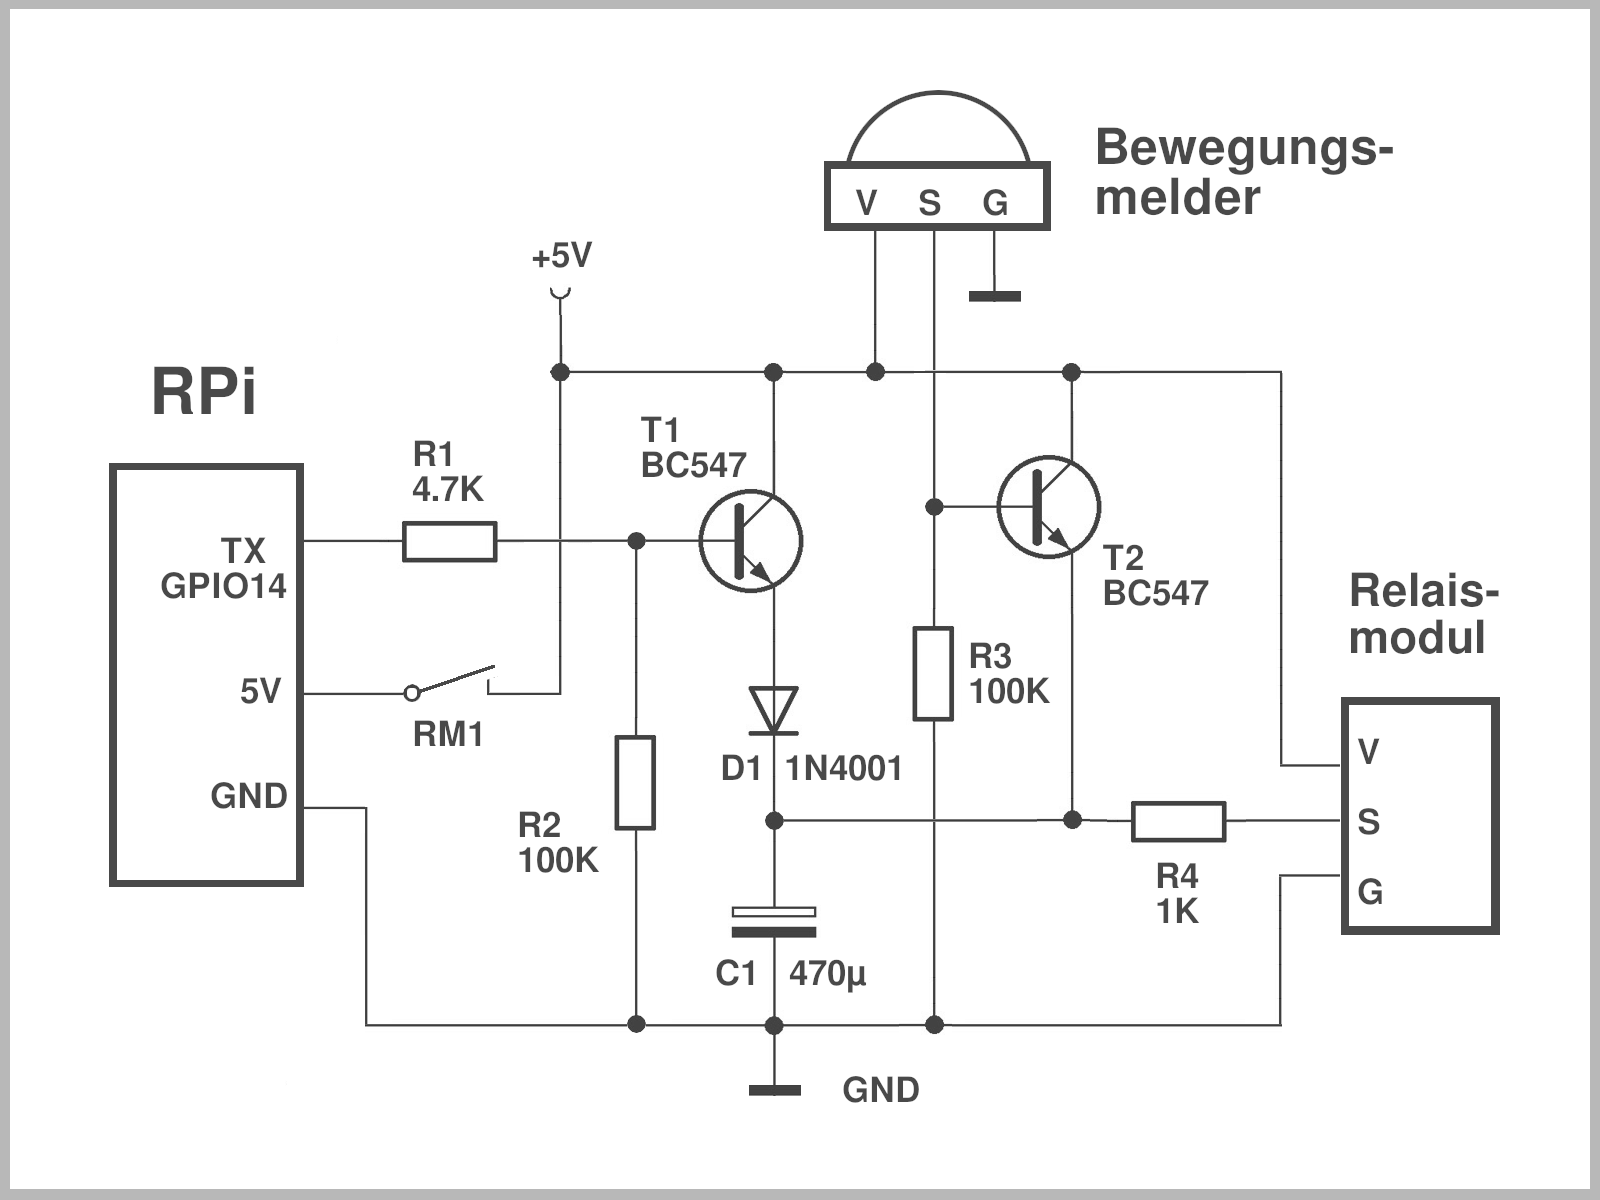 Bewegungs-
melder
V S G
+5V
RPi
T1
BC547
R1
4.7K
TX
GPIO14
T2
BC547
Relais-
modul
R3
100K
5V
RM1
V
D1 1N4001
GND
R2
100K
S
R4
1K
G
C1 470µ
GND